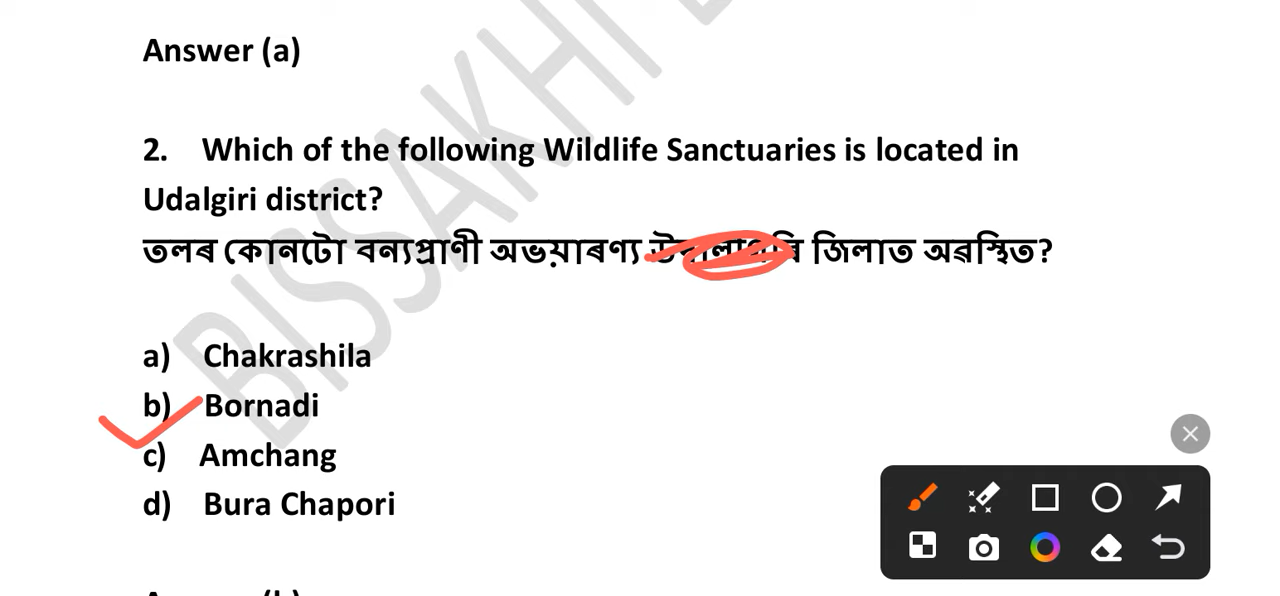 Answer (a)
2. Which of the following Wildlife Sanctuaries is located in
Udalgiri district?
তলৰ কোনটো বন্যপ্ৰাণী অভয়াৰণ্য জিলাত অৱস্থিত?
a) Chakrashila
b) Bornadi
c) Amchang
d) Bura Chapori